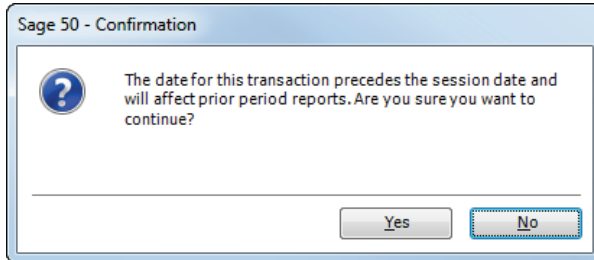 Sage 50 - Confirmation
The date for this transaction precedes the session date and
will affect prior period reports. Are you sure you want to
continue?
Yes
No